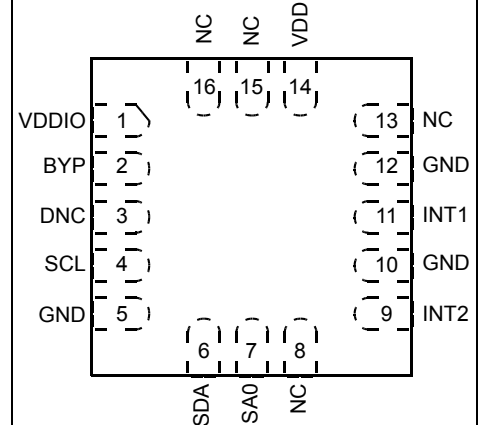 NC NC VDD
16 15 14
VDDIO 1 13 NC
BYP 2 12 GND
DNC 3 11 INT1
SCL 4 10 GND
GND 5 9 INT2
6 7 8
SDA SA0 NC